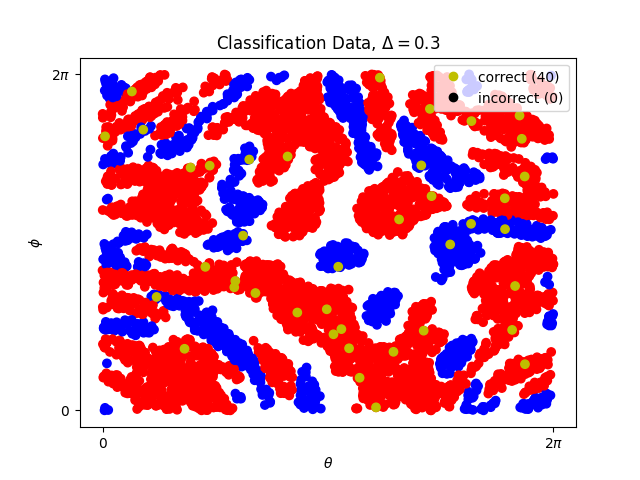 Classification Data, Δ = 0.3
2π
ϕ
0
correct (40)
incorrect (0)
0
2π
θ